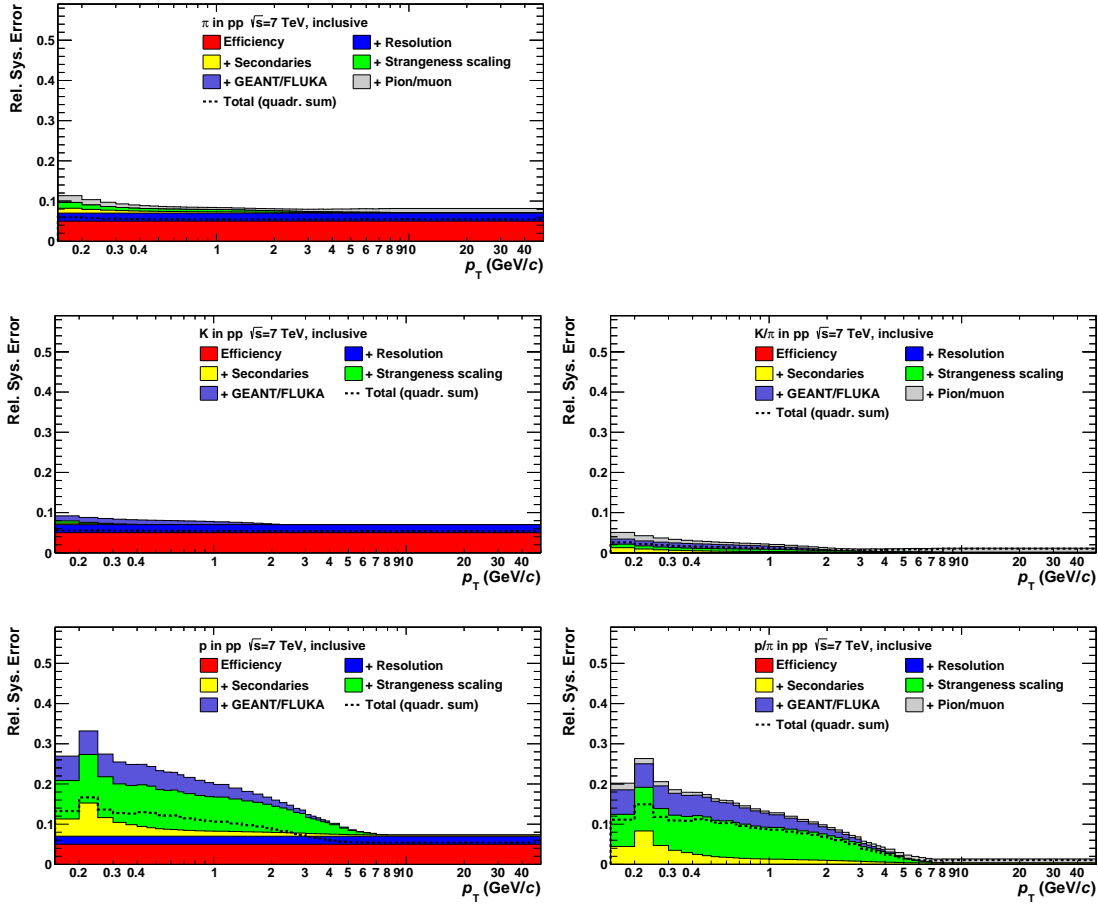 π in pp √s=7 TeV, inclusive
Efficiency
+ Resolution
+ Secondaries
+ Strangeness scaling
+ GEANT/FLUKA
+ Pion/muon
Total (quadr. sum)
Rel. Sys. Error
0.5
0.4
0.3
0.2
0.1
0
0.2 0.3 0.4 1 2 3 4 5 6 7 8 910 20 30 40
p_T (GeV/c)
K in pp √s=7 TeV, inclusive
Efficiency
+ Resolution
+ Secondaries
+ Strangeness scaling
+ GEANT/FLUKA
Total (quadr. sum)
Rel. Sys. Error
0.5
0.4
0.3
0.2
0.1
0
0.2 0.3 0.4 1 2 3 4 5 6 7 8 910 20 30 40
p_T (GeV/c)
K/π in pp √s=7 TeV, inclusive
Efficiency
+ Resolution
+ Secondaries
+ Strangeness scaling
+ GEANT/FLUKA
+ Pion/muon
Total (quadr. sum)
Rel. Sys. Error
0.5
0.4
0.3
0.2
0.1
0
0.2 0.3 0.4 1 2 3 4 5 6 7 8 910 20 30 40
p_T (GeV/c)
p in pp √s=7 TeV, inclusive
Efficiency
+ Resolution
+ Secondaries
+ Strangeness scaling
+ GEANT/FLUKA
Total (quadr. sum)
Rel. Sys. Error
0.5
0.4
0.3
0.2
0.1
0
0.2 0.3 0.4 1 2 3 4 5 6 7 8 910 20 30 40
p_T (GeV/c)
p/π in pp √s=7 TeV, inclusive
Efficiency
+ Resolution
+ Secondaries
+ Strangeness scaling
+ GEANT/FLUKA
+ Pion/muon
Total (quadr. sum)
Rel. Sys. Error
0.5
0.4
0.3
0.2
0.1
0
0.2 0.3 0.4 1 2 3 4 5 6 7 8 910 20 30 40
p_T (GeV/c)